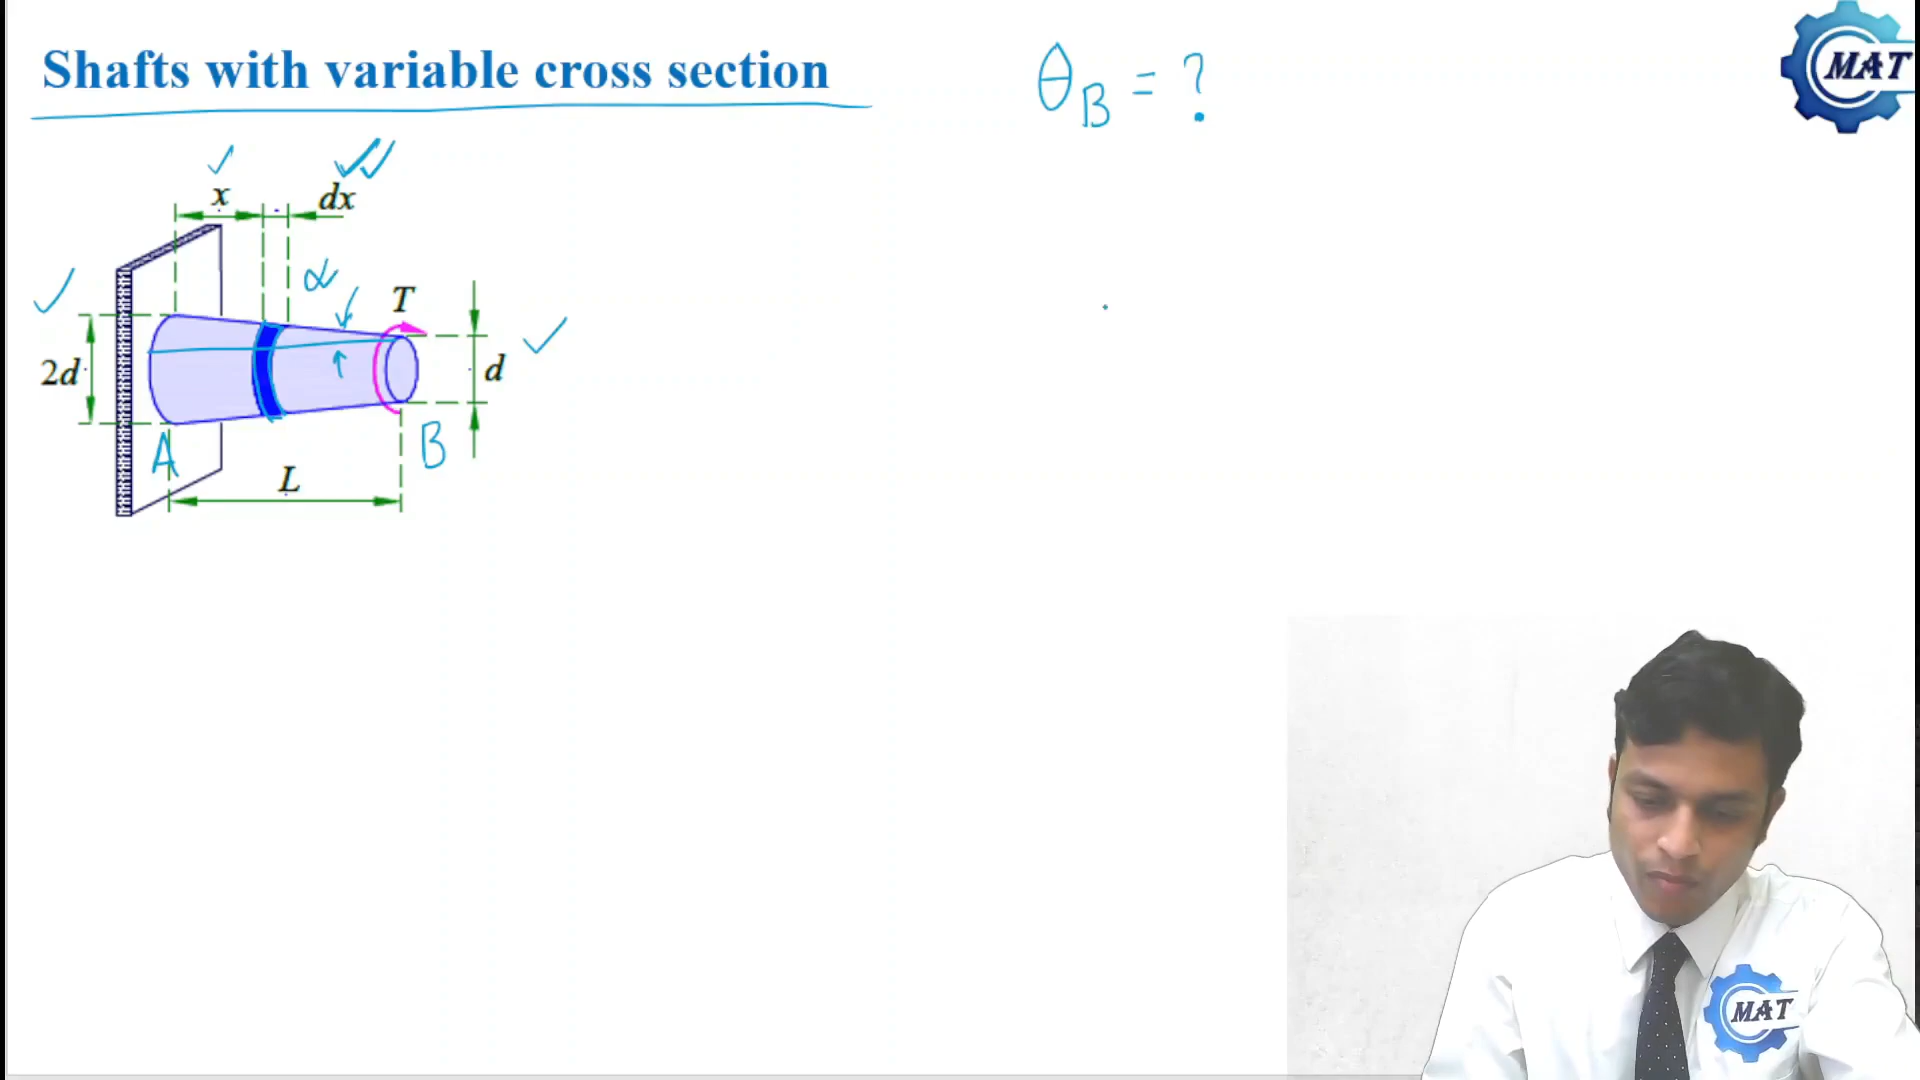 Shafts with variable cross section
θB = ?
MAT
x
dx
α
T
2d
d
A
B
L
MAT